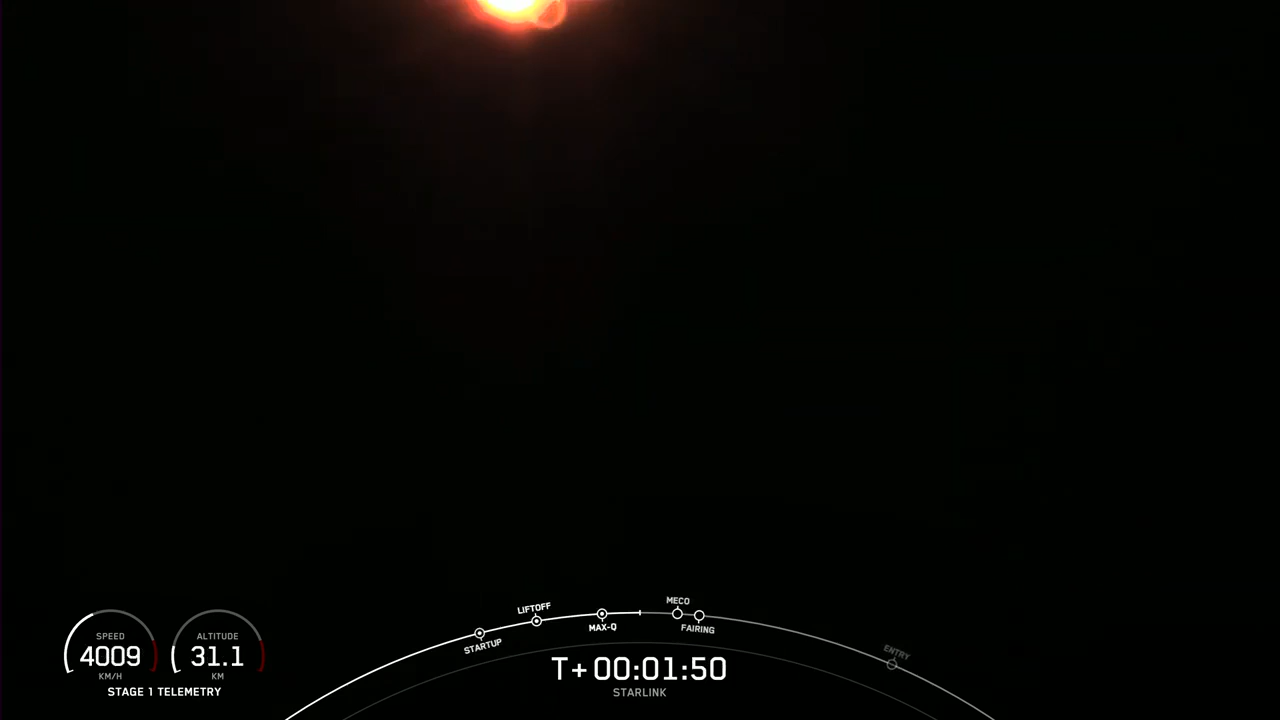 LIFTOFF
MECO
STARTUP
MAX-Q
FAIRING
ENTRY
SPEED
4009
KM/H
ALTITUDE
31.1
KM
STAGE 1 TELEMETRY
T+00:01:50
STARLINK